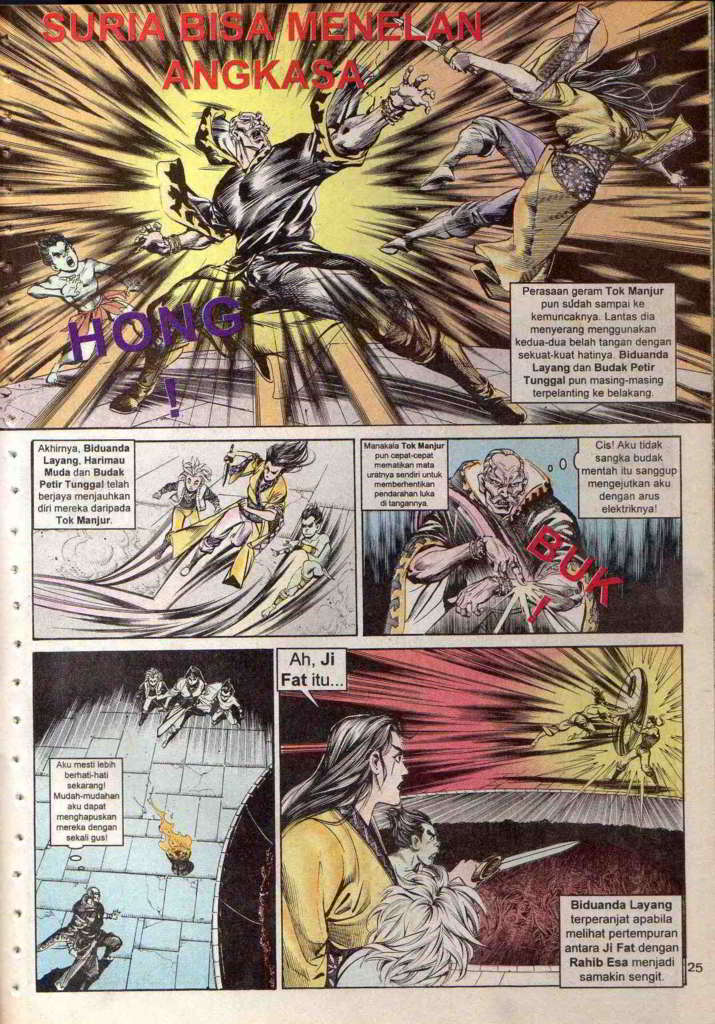 SURIA BISA MENELAN
ANGKASA
HONG
!
Perasaan geram Tok Manjur
pun sudah sampai ke
kemuncaknya. Lantas dia
menyerang menggunakan
kedua-dua belah tangan dengan
sekuat-kuat hatinya. Biduanda
Layang dan Budak Petir
Tunggal pun masing-masing
terpelanting ke belakang.
Akhirnya, Biduanda
Layang, Harimau
Muda dan Budak
Petir Tunggal telah
berjaya menjauhkan
diri mereka daripada
Tok Manjur.
Manakala Tok Manjur
pun cepat-cepat
mematikan mata
uratnya sendiri untuk
memberhentikan
pendarahan luka
di tangannya.
Cis! Aku tidak
sangka budak
mentah itu sanggup
mengejutkan aku
dengan arus
elektriknya!
BUK
!
Aku mesti lebih
berhati-hati
sekarang!
Mudah-mudahan
aku dapat
menghapuskan
mereka dengan
sekali gus!
Ah, Ji
Fat itu...
Biduanda Layang
terperanjat apabila
melihat pertempuran
antara Ji Fat dengan
Rahib Esa menjadi
samakin sengit.
25